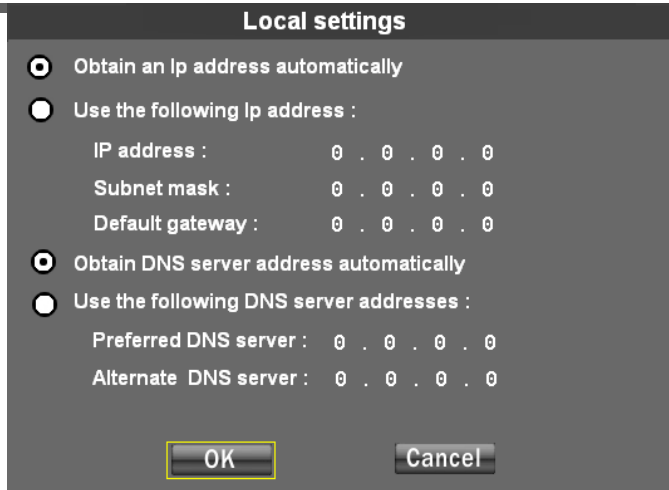 Local settings
Obtain an Ip address automatically
Use the following Ip address :
IP address : 0 . 0 . 0 . 0
Subnet mask : 0 . 0 . 0 . 0
Default gateway : 0 . 0 . 0 . 0
Obtain DNS server address automatically
Use the following DNS server addresses :
Preferred DNS server : 0 . 0 . 0 . 0
Alternate DNS server : 0 . 0 . 0 . 0
OK Cancel